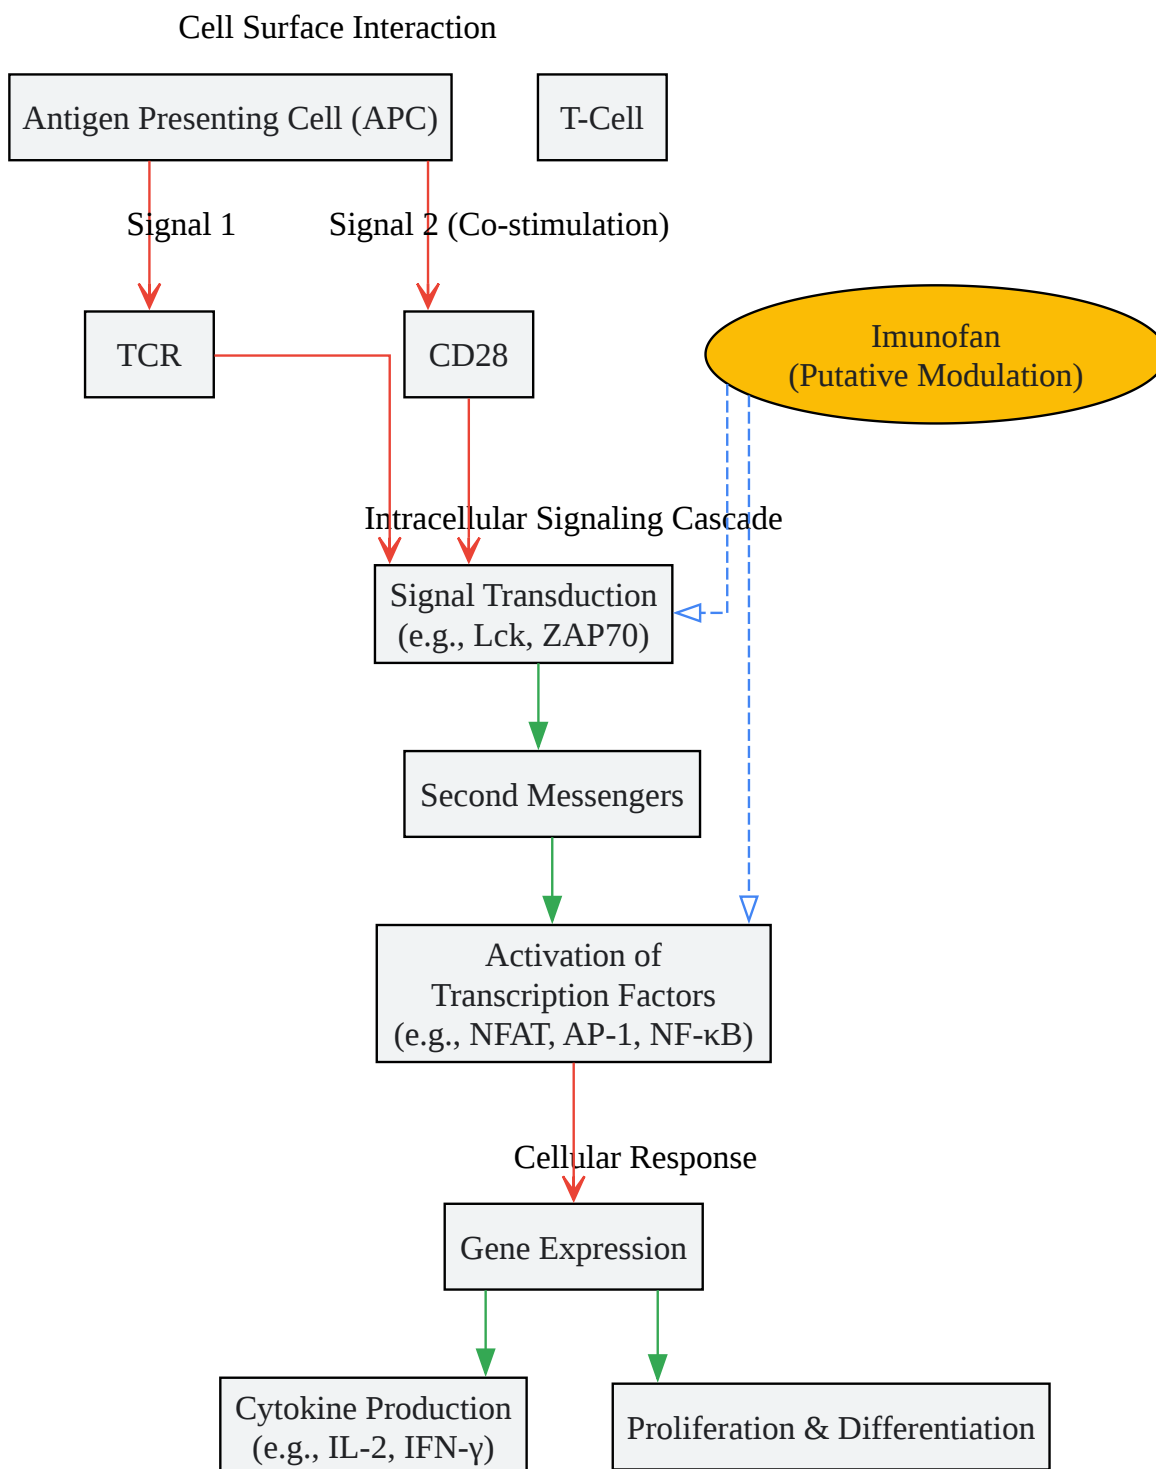 Cell Surface Interaction
Antigen Presenting Cell (APC)
T-Cell
Signal 1
Signal 2 (Co-stimulation)
TCR
CD28
Imunofan
(Putative Modulation)
Intracellular Signaling Cascade
Signal Transduction
(e.g., Lck, ZAP70)
Second Messengers
Activation of
Transcription Factors
(e.g., NFAT, AP-1, NF-κB)
Cellular Response
Gene Expression
Cytokine Production
(e.g., IL-2, IFN-γ)
Proliferation & Differentiation